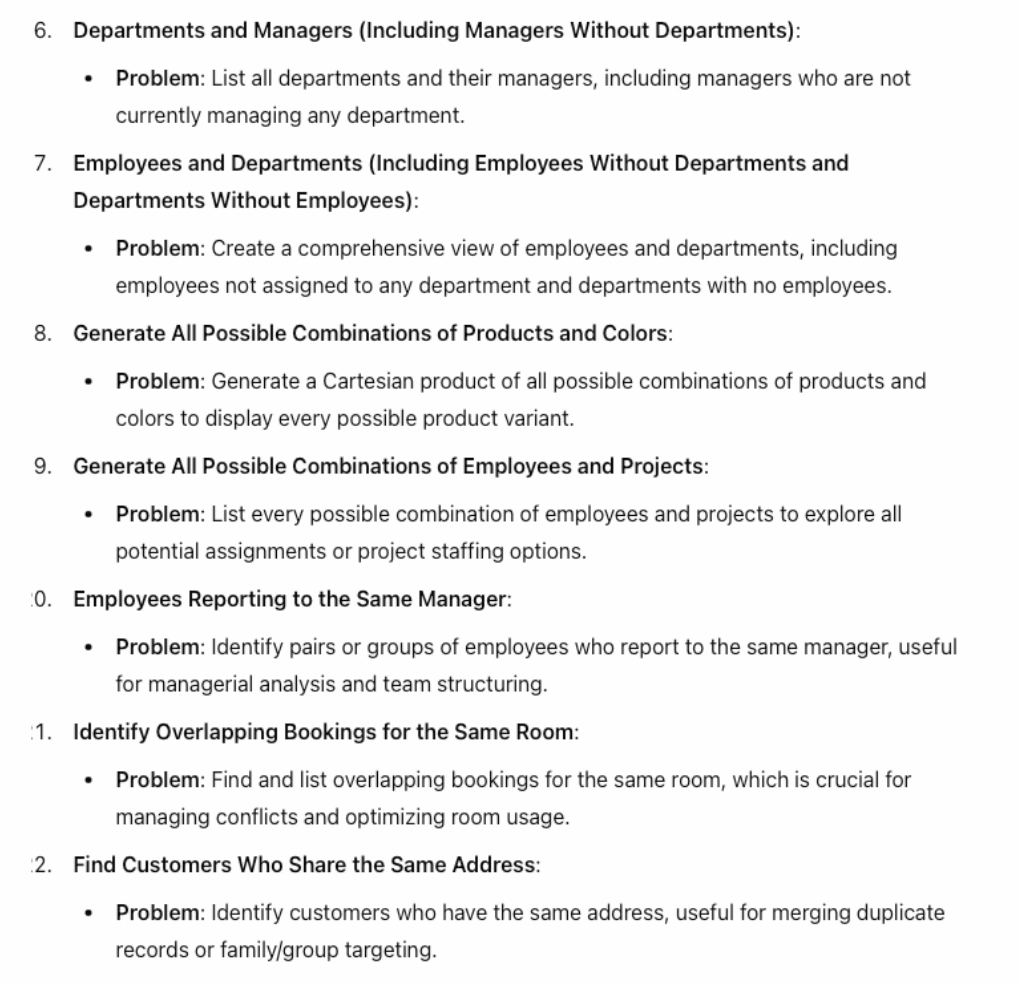 6. Departments and Managers (Including Managers Without Departments):
• Problem: List all departments and their managers, including managers who are not
currently managing any department.
7. Employees and Departments (Including Employees Without Departments and
Departments Without Employees):
• Problem: Create a comprehensive view of employees and departments, including
employees not assigned to any department and departments with no employees.
8. Generate All Possible Combinations of Products and Colors:
• Problem: Generate a Cartesian product of all possible combinations of products and
colors to display every possible product variant.
9. Generate All Possible Combinations of Employees and Projects:
• Problem: List every possible combination of employees and projects to explore all
potential assignments or project staffing options.
0. Employees Reporting to the Same Manager:
• Problem: Identify pairs or groups of employees who report to the same manager, useful
for managerial analysis and team structuring.
1. Identify Overlapping Bookings for the Same Room:
• Problem: Find and list overlapping bookings for the same room, which is crucial for
managing conflicts and optimizing room usage.
2. Find Customers Who Share the Same Address:
• Problem: Identify customers who have the same address, useful for merging duplicate
records or family/group targeting.